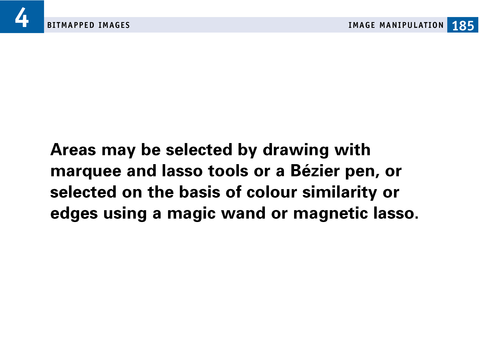 4
BITMAPPED IMAGES
IMAGE MANIPULATION
185
Areas may be selected by drawing with
marquee and lasso tools or a Bézier pen, or
selected on the basis of colour similarity or
edges using a magic wand or magnetic lasso.